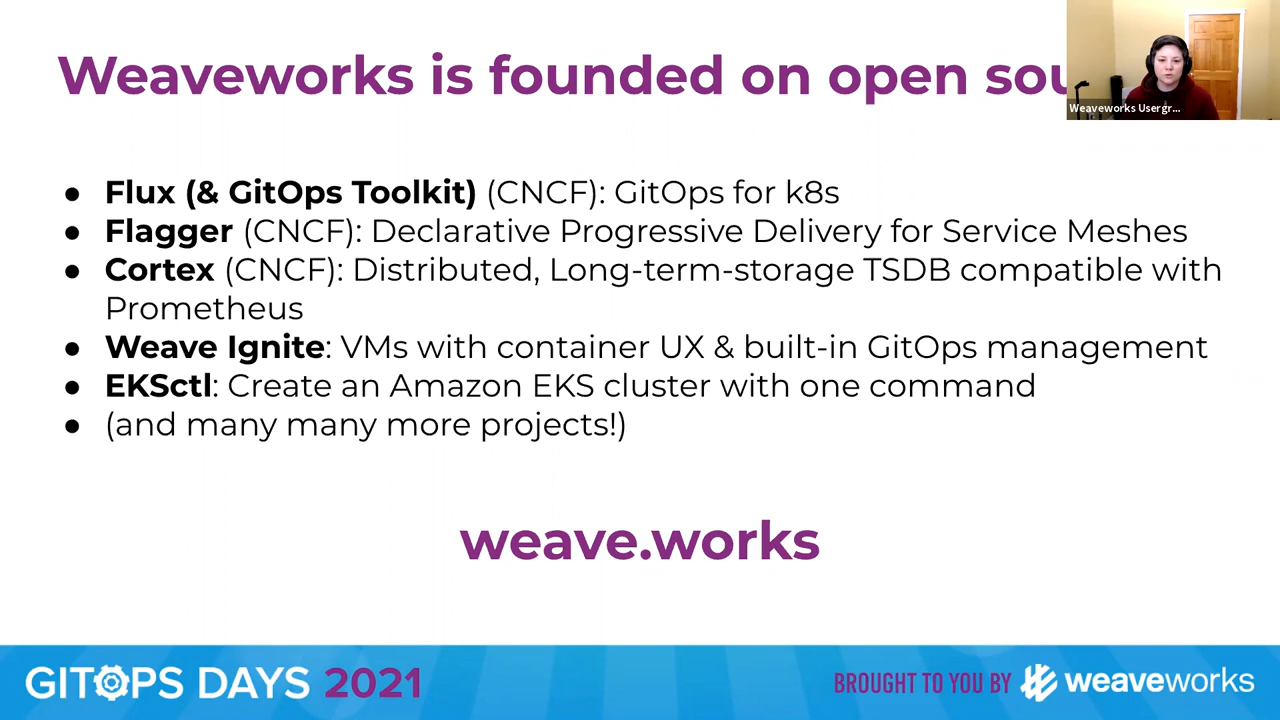 Weaveworks is founded on open sou
Weaveworks Usergr...
● Flux (& GitOps Toolkit) (CNCF): GitOps for k8s
● Flagger (CNCF): Declarative Progressive Delivery for Service Meshes
● Cortex (CNCF): Distributed, Long-term-storage TSDB compatible with
Prometheus
● Weave Ignite: VMs with container UX & built-in GitOps management
● EKSctl: Create an Amazon EKS cluster with one command
● (and many many more projects!)
weave.works
GITOPS DAYS 2021
BROUGHT TO YOU BY weaveworks